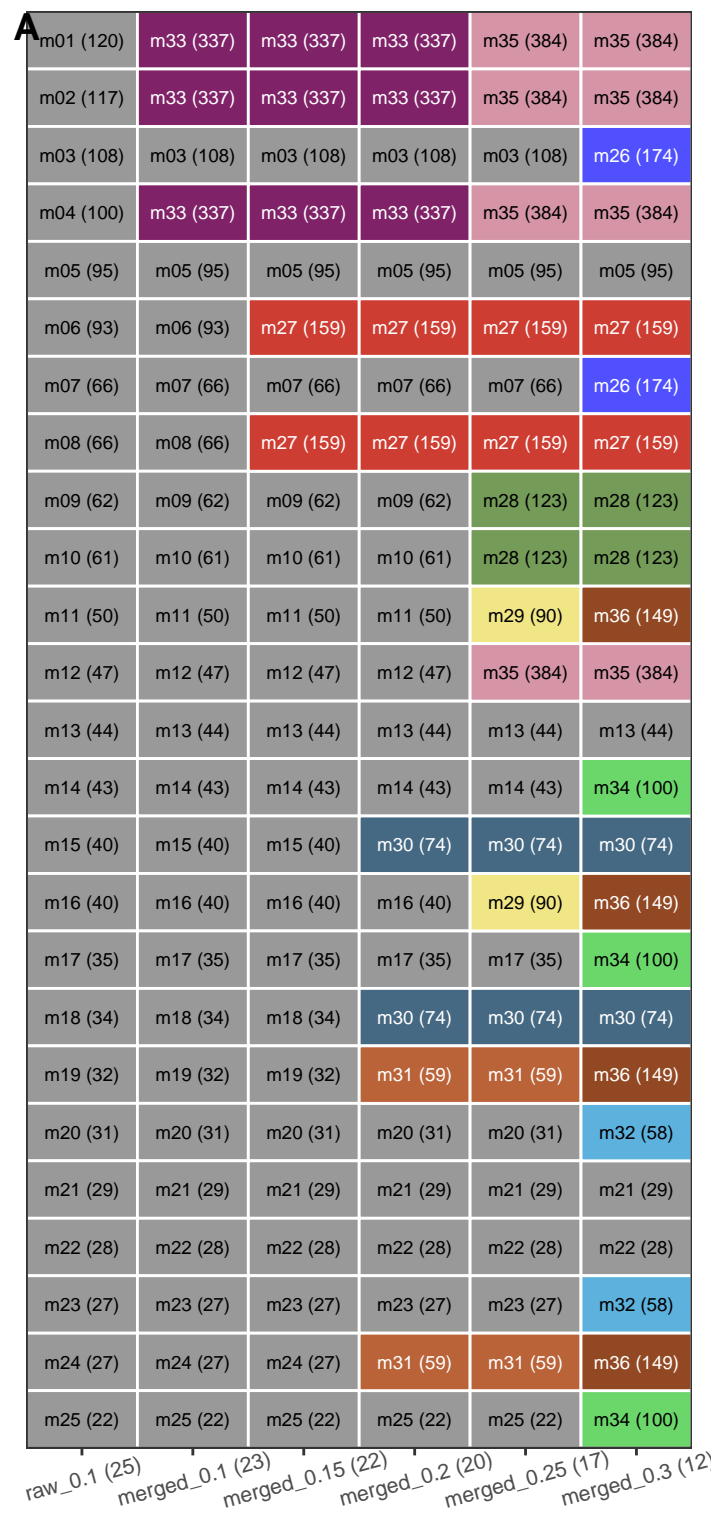 A
m01 (120) m33 (337) m33 (337) m33 (337) m35 (384) m35 (384)
m02 (117) m33 (337) m33 (337) m33 (337) m35 (384) m35 (384)
m03 (108) m03 (108) m03 (108) m03 (108) m03 (108) m26 (174)
m04 (100) m33 (337) m33 (337) m33 (337) m35 (384) m35 (384)
m05 (95) m05 (95) m05 (95) m05 (95) m05 (95) m05 (95)
m06 (93) m06 (93) m27 (159) m27 (159) m27 (159) m27 (159)
m07 (66) m07 (66) m07 (66) m07 (66) m07 (66) m26 (174)
m08 (66) m08 (66) m27 (159) m27 (159) m27 (159) m27 (159)
m09 (62) m09 (62) m09 (62) m09 (62) m28 (123) m28 (123)
m10 (61) m10 (61) m10 (61) m10 (61) m28 (123) m28 (123)
m11 (50) m11 (50) m11 (50) m11 (50) m29 (90) m36 (149)
m12 (47) m12 (47) m12 (47) m12 (47) m35 (384) m35 (384)
m13 (44) m13 (44) m13 (44) m13 (44) m13 (44) m13 (44)
m14 (43) m14 (43) m14 (43) m14 (43) m14 (43) m34 (100)
m15 (40) m15 (40) m15 (40) m30 (74) m30 (74) m30 (74)
m16 (40) m16 (40) m16 (40) m16 (40) m29 (90) m36 (149)
m17 (35) m17 (35) m17 (35) m17 (35) m17 (35) m34 (100)
m18 (34) m18 (34) m18 (34) m30 (74) m30 (74) m30 (74)
m19 (32) m19 (32) m19 (32) m31 (59) m31 (59) m36 (149)
m20 (31) m20 (31) m20 (31) m20 (31) m20 (31) m32 (58)
m21 (29) m21 (29) m21 (29) m21 (29) m21 (29) m21 (29)
m22 (28) m22 (28) m22 (28) m22 (28) m22 (28) m22 (28)
m23 (27) m23 (27) m23 (27) m23 (27) m23 (27) m32 (58)
m24 (27) m24 (27) m24 (27) m31 (59) m31 (59) m36 (149)
m25 (22) m25 (22) m25 (22) m25 (22) m25 (22) m34 (100)
raw_0.1 (25) merged_0.1 (23) merged_0.15 (22) merged_0.2 (20) merged_0.25 (17) merged_0.3 (12)